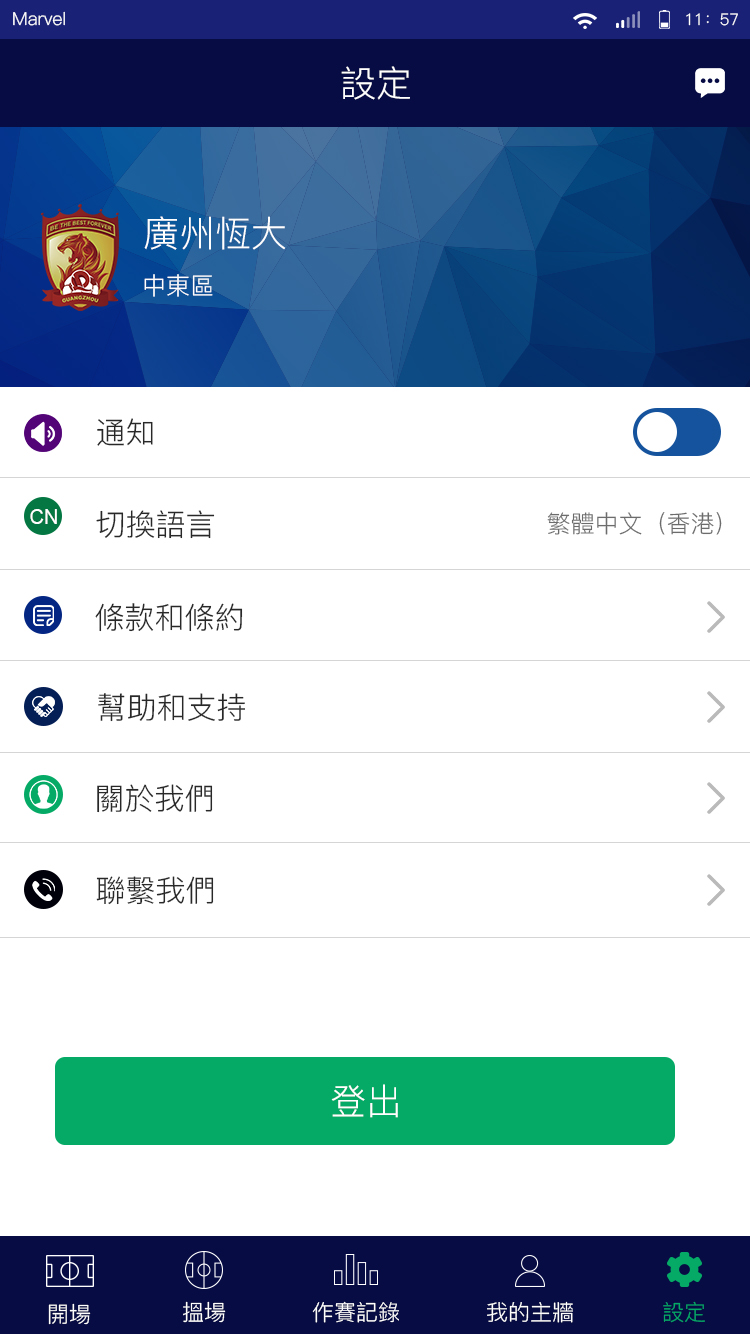 Marvel
11: 57
設定
BE THE BEST FOREVER
GUANGZHOU
廣州恆大
中東區
通知
CN
切換語言
繁體中文（香港）
條款和條約
幫助和支持
關於我們
聯繫我們
登出
開場
搵場
作賽記錄
我的主牆
設定